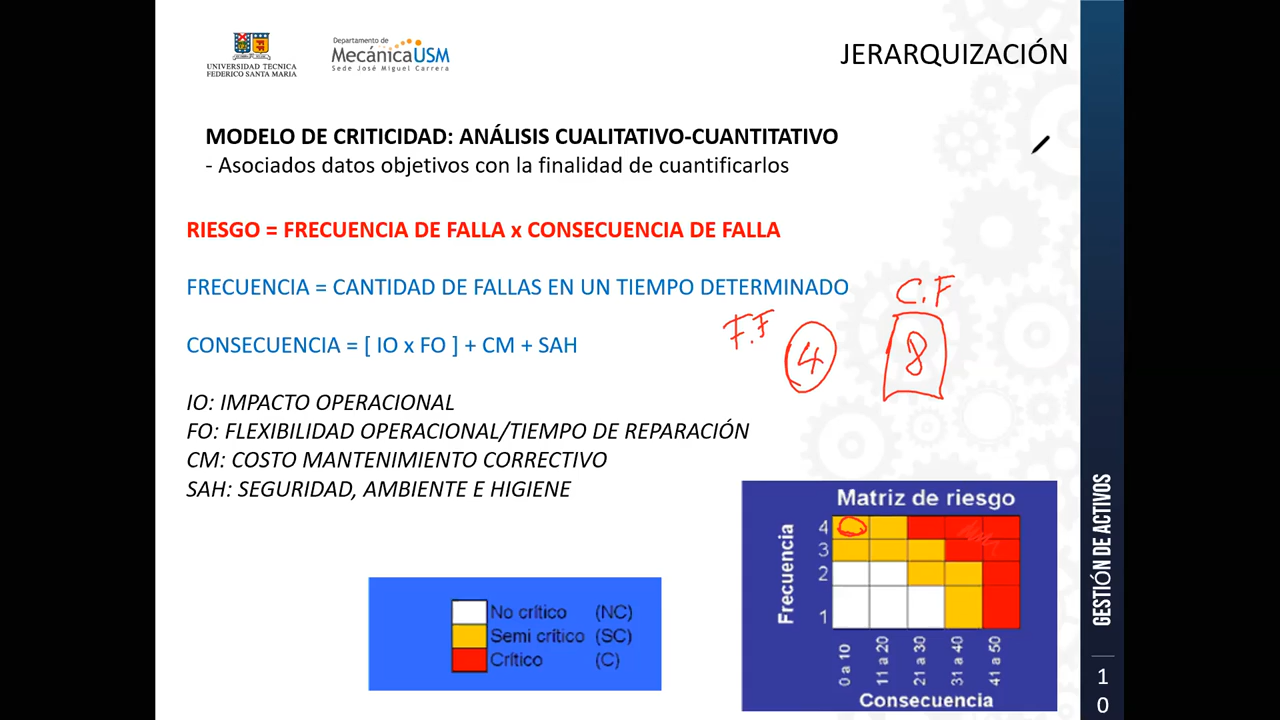 UNIVERSIDAD TECNICA
FEDERICO SANTA MARIA
Departamento de
MecánicaUSM
Sede José Miguel Carrera
JERARQUIZACIÓN
MODELO DE CRITICIDAD: ANÁLISIS CUALITATIVO-CUANTITATIVO
- Asociados datos objetivos con la finalidad de cuantificarlos
RIESGO = FRECUENCIA DE FALLA x CONSECUENCIA DE FALLA
FRECUENCIA = CANTIDAD DE FALLAS EN UN TIEMPO DETERMINADO
C.F
F.F
4
8
CONSECUENCIA = [ IO x FO ] + CM + SAH
IO: IMPACTO OPERACIONAL
FO: FLEXIBILIDAD OPERACIONAL/TIEMPO DE REPARACIÓN
CM: COSTO MANTENIMIENTO CORRECTIVO
SAH: SEGURIDAD, AMBIENTE E HIGIENE
No crítico (NC)
Semi crítico (SC)
Crítico (C)
Matriz de riesgo
Frecuencia
4
3
2
1
0 a 10
11 a 20
21 a 30
31 a 40
41 a 50
Consecuencia
GESTIÓN DE ACTIVOS
1
0